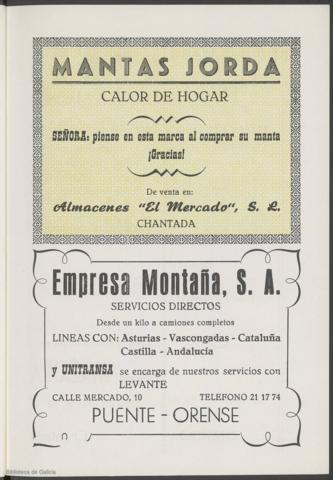 MANTAS JORDA
CALOR DE HOGAR
SEÑORA: piense en esta marca al comprar su manta
¡Gracias!
De venta en:
Almacenes "El Mercado", S. L.
CHANTADA
Empresa Montaña, S. A.
SERVICIOS DIRECTOS
Desde un kilo a camiones completos
LINEAS CON: Asturias - Vascongadas - Cataluña
Castilla - Andalucía
y UNITRANSA se encarga de nuestros servicios con
LEVANTE
CALLE MERCADO, 10 TELEFONO 21 17 74
PUENTE - ORENSE
Biblioteca de Galicia